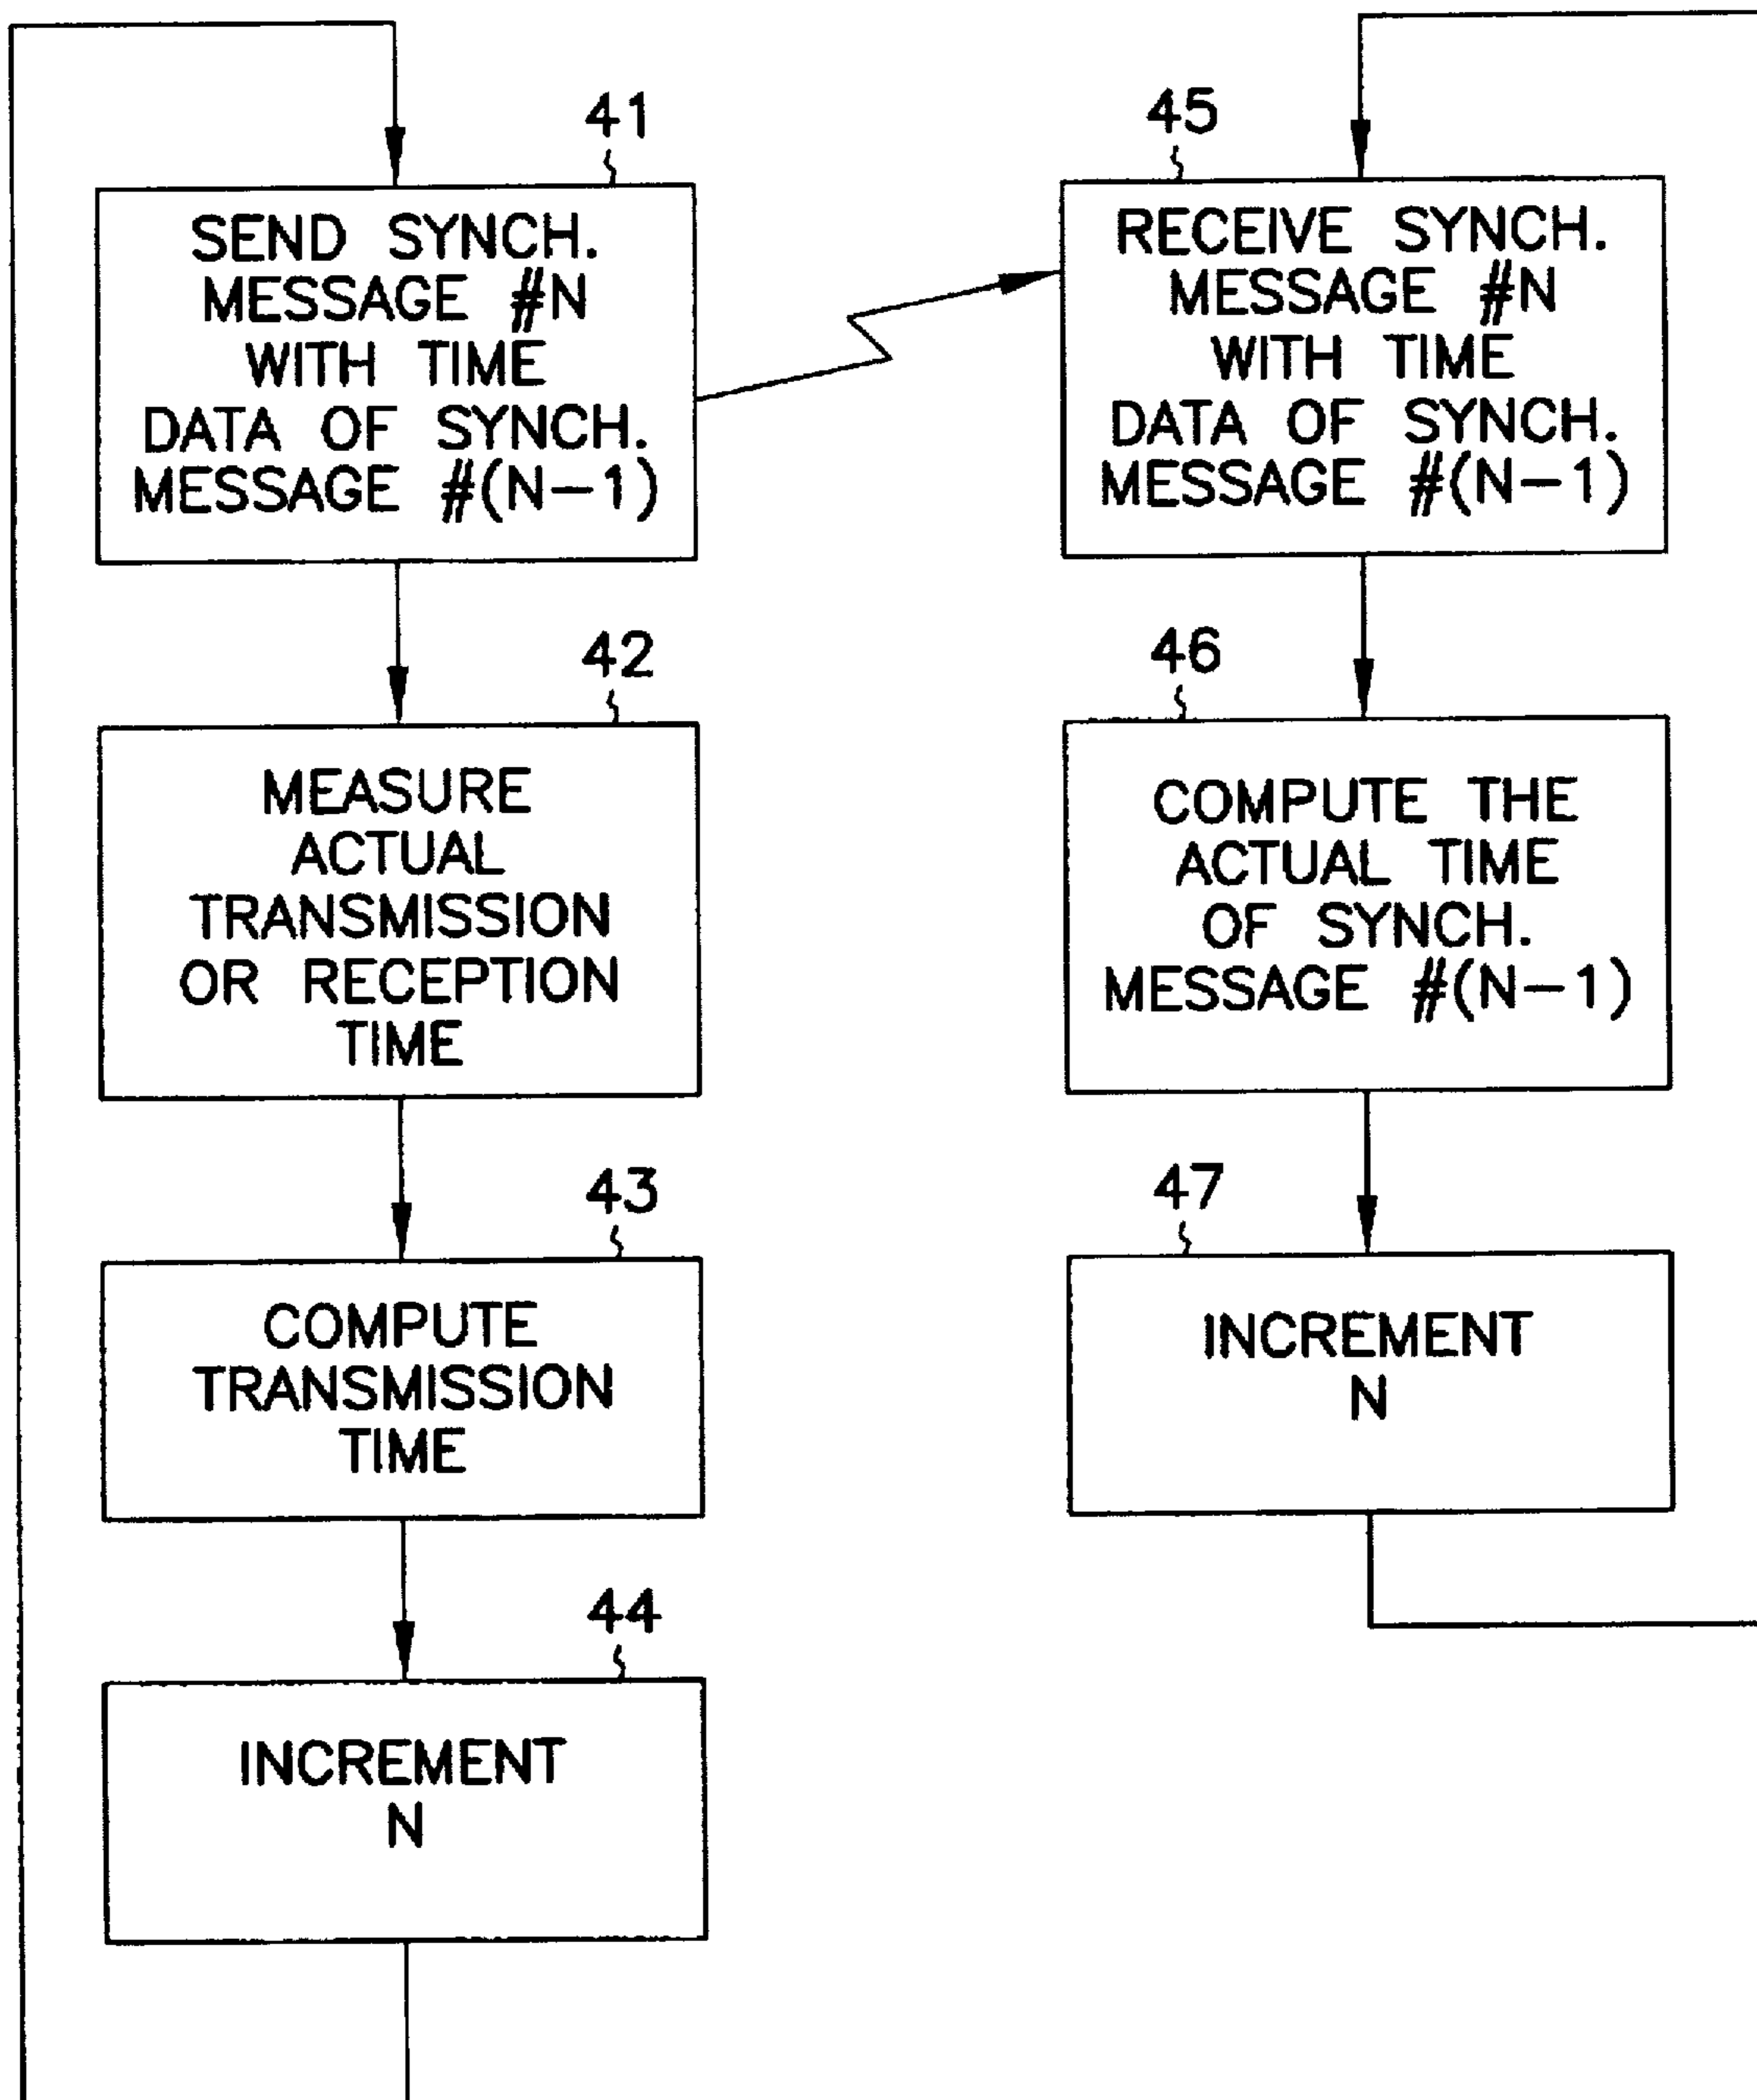 41
SEND SYNCH.
MESSAGE #N
WITH TIME
DATA OF SYNCH.
MESSAGE #(N-1)
42
MEASURE
ACTUAL
TRANSMISSION
OR RECEPTION
TIME
43
COMPUTE
TRANSMISSION
TIME
44
INCREMENT
N
45
RECEIVE SYNCH.
MESSAGE #N
WITH TIME
DATA OF SYNCH.
MESSAGE #(N-1)
46
COMPUTE THE
ACTUAL TIME
OF SYNCH.
MESSAGE #(N-1)
47
INCREMENT
N